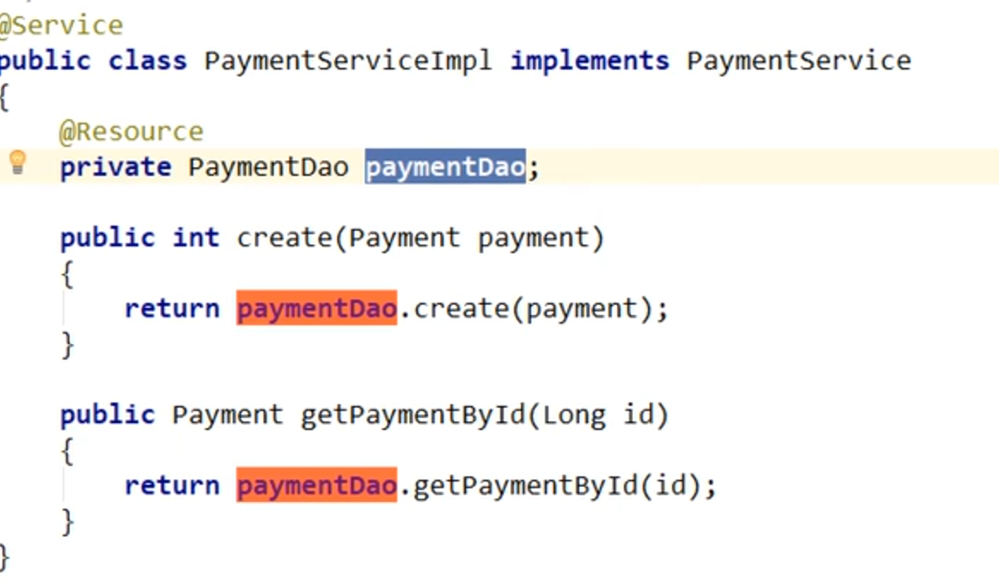 @Service
public class PaymentServiceImpl implements PaymentService
{
@Resource
private PaymentDao paymentDao;
public int create(Payment payment)
{
return paymentDao.create(payment);
}
public Payment getPaymentById(Long id)
{
return paymentDao.getPaymentById(id);
}
}